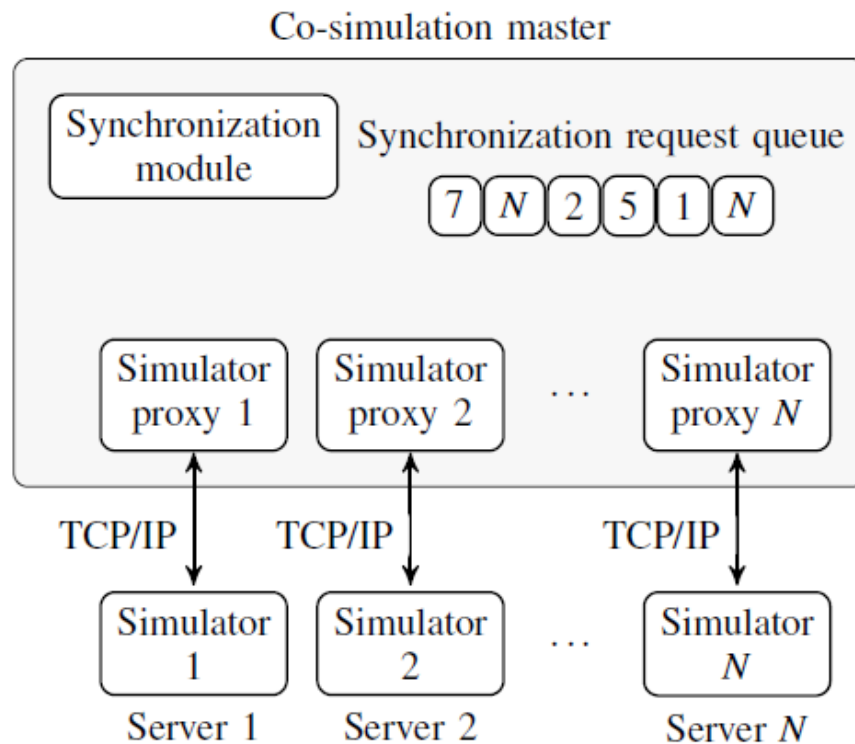 Co-simulation master
Synchronization
module
Synchronization request queue
7 N 2 5 1 N
Simulator
proxy 1
Simulator
proxy 2
...
Simulator
proxy N
TCP/IP
TCP/IP
TCP/IP
Simulator
1
Simulator
2
...
Simulator
N
Server 1
Server 2
Server N